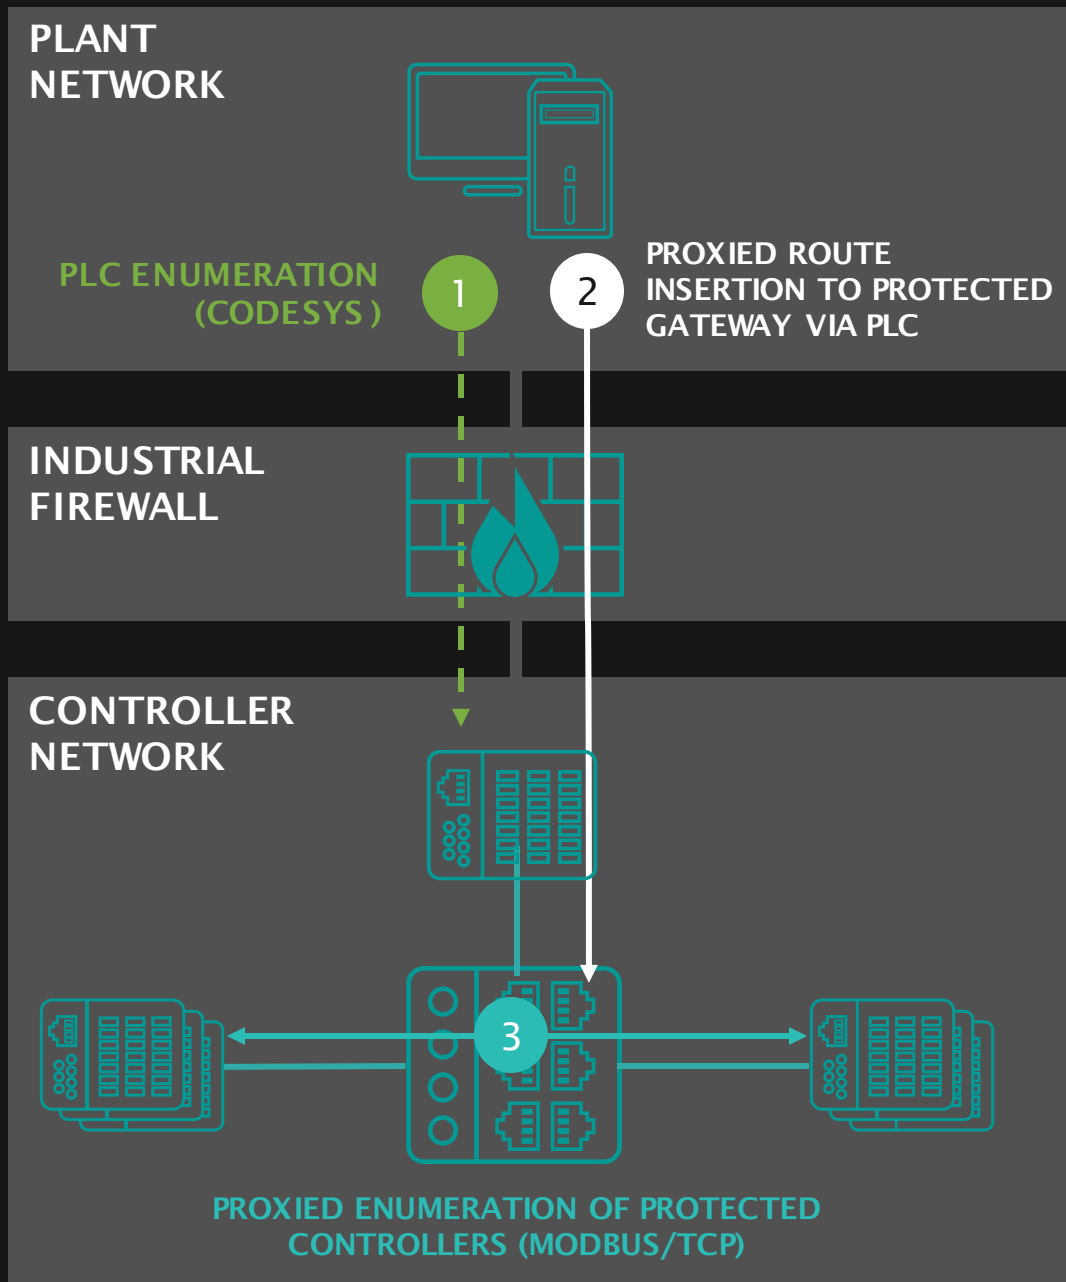 PLANT
NETWORK
PLC ENUMERATION
(CODESYS)
1
2
PROXIED ROUTE
INSERTION TO PROTECTED
GATEWAY VIA PLC
INDUSTRIAL
FIREWALL
CONTROLLER
NETWORK
3
PROXIED ENUMERATION OF PROTECTED
CONTROLLERS (MODBUS/TCP)